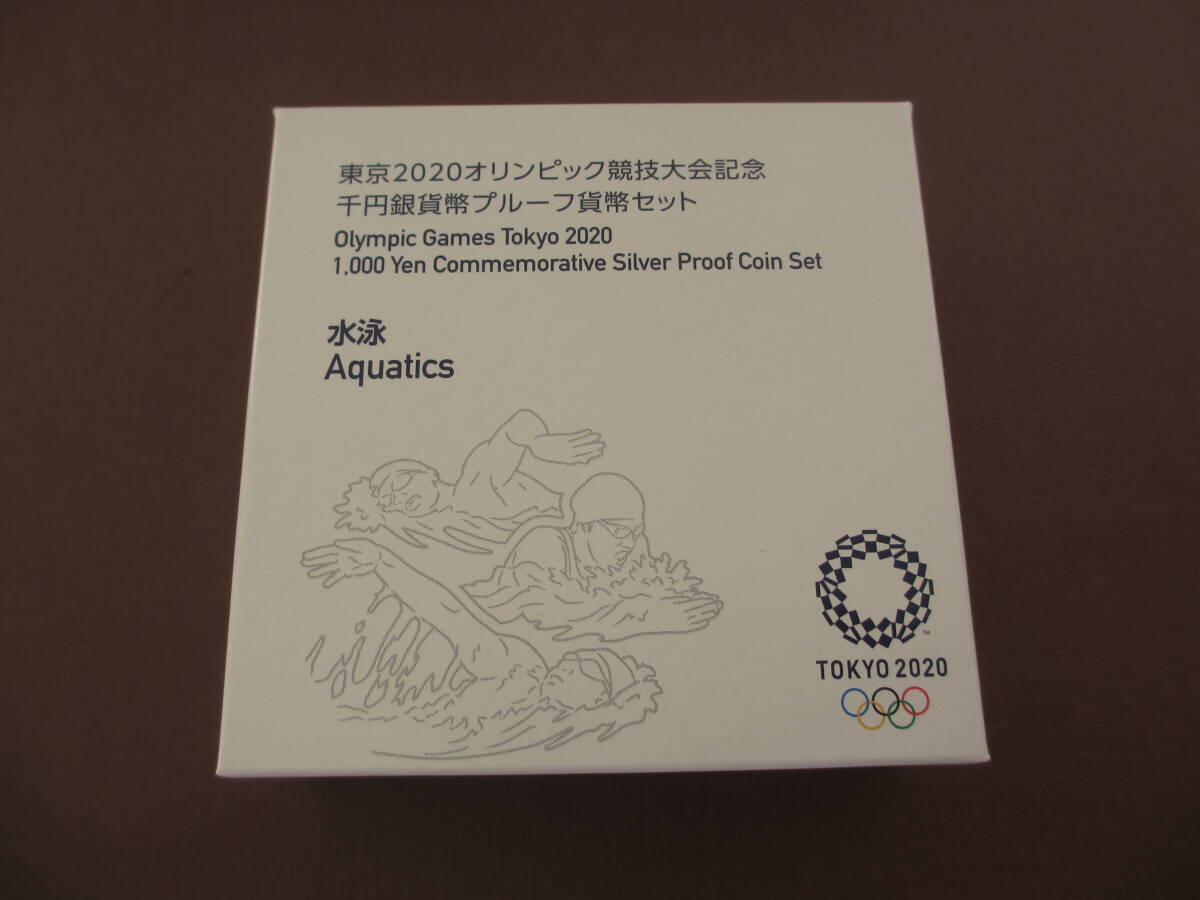 東京2020オリンピック競技大会記念
千円銀貨幣プルーフ貨幣セット
Olympic Games Tokyo 2020
1,000 Yen Commemorative Silver Proof Coin Set
水泳
Aquatics
TM
TOKYO 2020